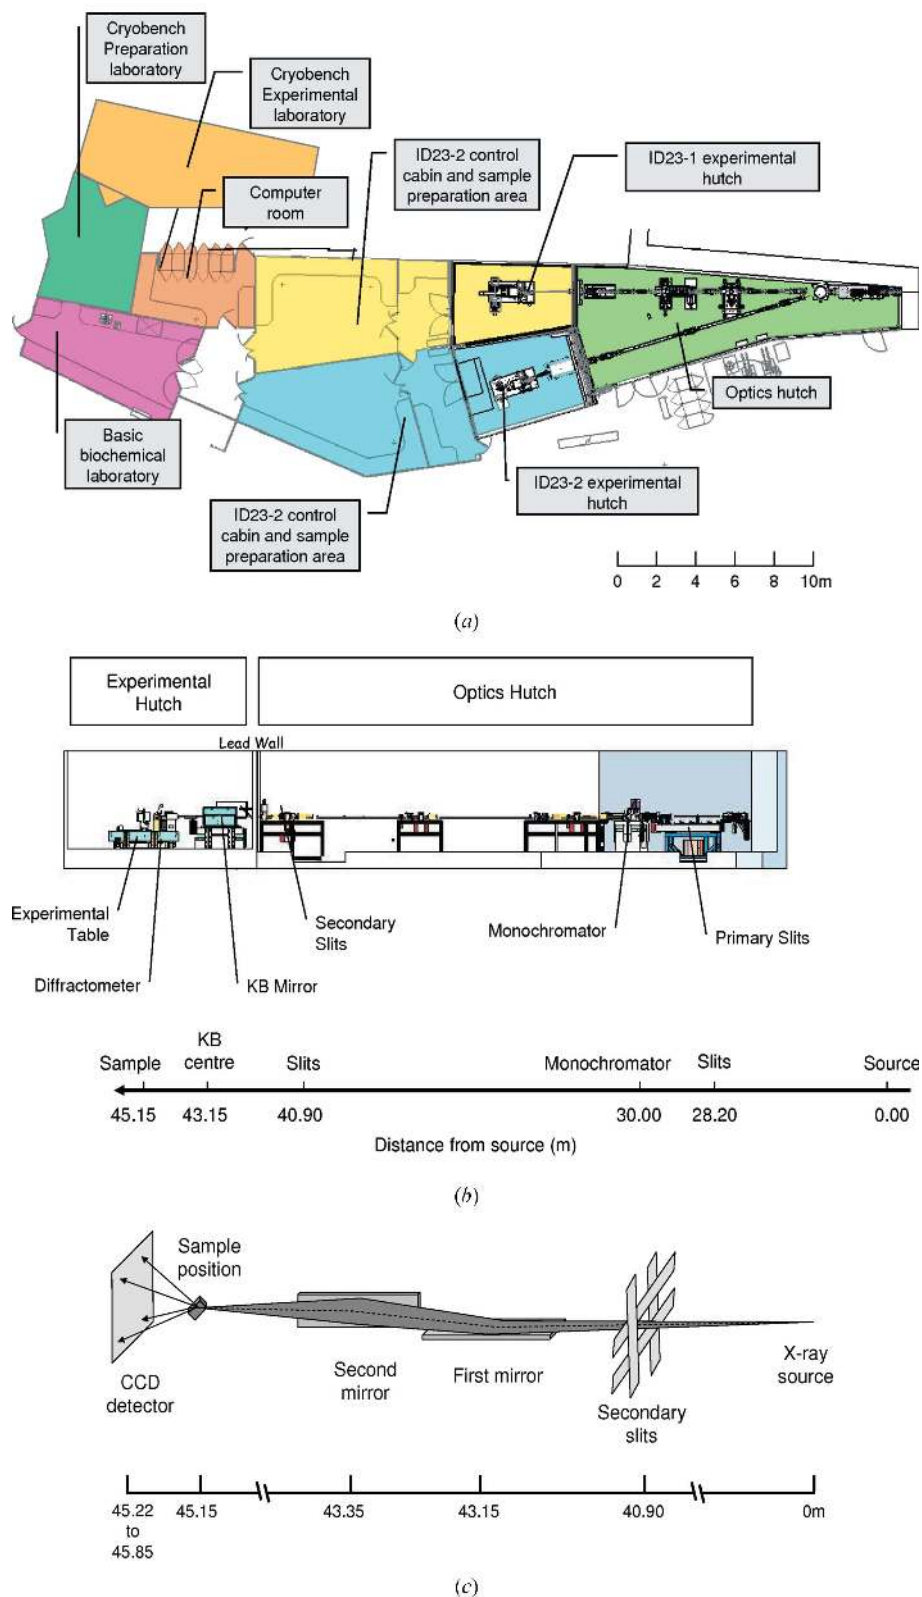 Cryobench
Preparation
laboratory
Cryobench
Experimental
laboratory
ID23-2 control
cabin and sample
preparation area
ID23-1 experimental
hutch
Computer
room
Optics hutch
Basic
biochemical
laboratory
ID23-2 experimental
hutch
ID23-2 control
cabin and sample
preparation area
0 2 4 6 8 10m
(a)
Experimental
Hutch
Optics Hutch
Lead Wall
Experimental
Table
Secondary
Slits
Monochromator
Primary Slits
Diffractometer
KB Mirror
Sample
KB
centre
Slits
Monochromator
Slits
Source
45.15 43.15 40.90 30.00 28.20 0.00
Distance from source (m)
(b)
Sample
position
CCD
detector
Second
mirror
First mirror
Secondary
slits
X-ray
source
45.22
to
45.85
45.15 43.35 43.15 40.90 0m
(c)